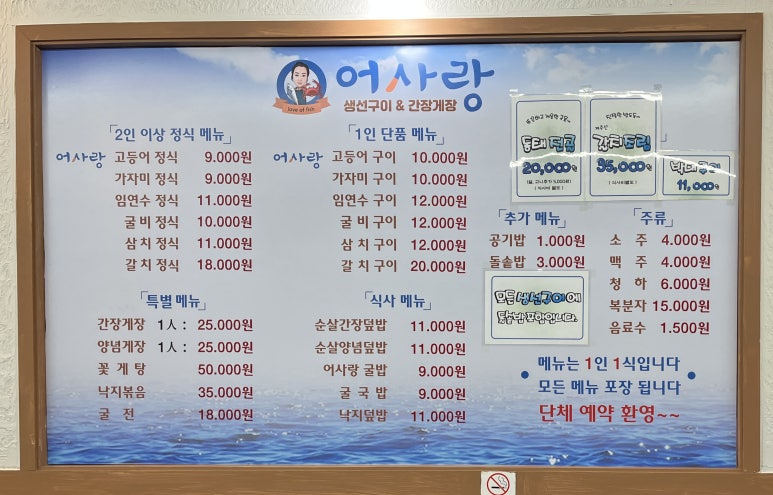 love of fish
어사랑
생선구이 & 간장게장
2인 이상 정식 메뉴
어사랑 고등어 정식 9.000원
가자미 정식 9.000원
임연수 정식 11.000원
굴비 정식 10.000원
삼치 정식 11.000원
갈치 정식 18.000원
1인 단품 메뉴
어사랑 고등어 구이 10.000원
가자미 구이 10.000원
임연수 구이 12.000원
굴비 구이 12.000원
삼치 구이 12.000원
갈치 구이 20.000원
동태전골
20,000원
갈치조림
35,000원
11,000원
추가 메뉴
공기밥 1.000원
돌솥밥 3.000원
모든 생선구이에
돌솥밥 포함입니다.
주류
소주 4.000원
맥주 4.000원
청하 6.000원
복분자 15.000원
음료수 1.500원
특별 메뉴
간장게장 1人 : 25.000원
양념게장 1人 : 25.000원
꽃게탕 50.000원
낙지볶음 35.000원
굴전 18.000원
식사 메뉴
순살간장덮밥 11.000원
순살양념덮밥 11.000원
어사랑 굴밥 9.000원
굴국밥 9.000원
낙지덮밥 11.000원
메뉴는 1인 1식입니다
모든 메뉴 포장 됩니다
단체 예약 환영~~